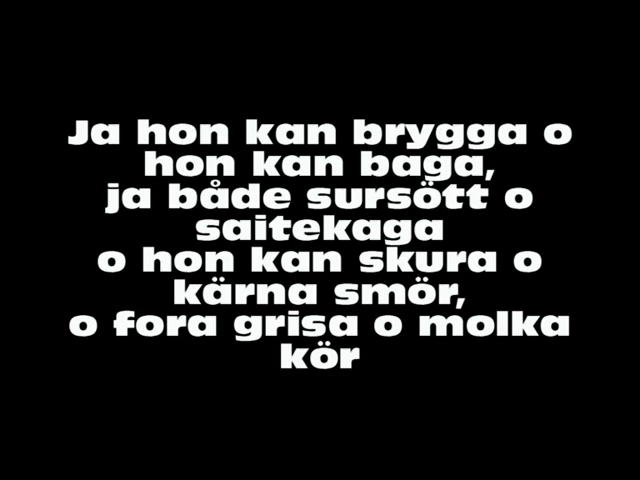 Ja hon kan brygga o
hon kan baga,
ja både sursött o
saitekaga
o hon kan skura o
kärna smör,
o fora grisa o molka
kör